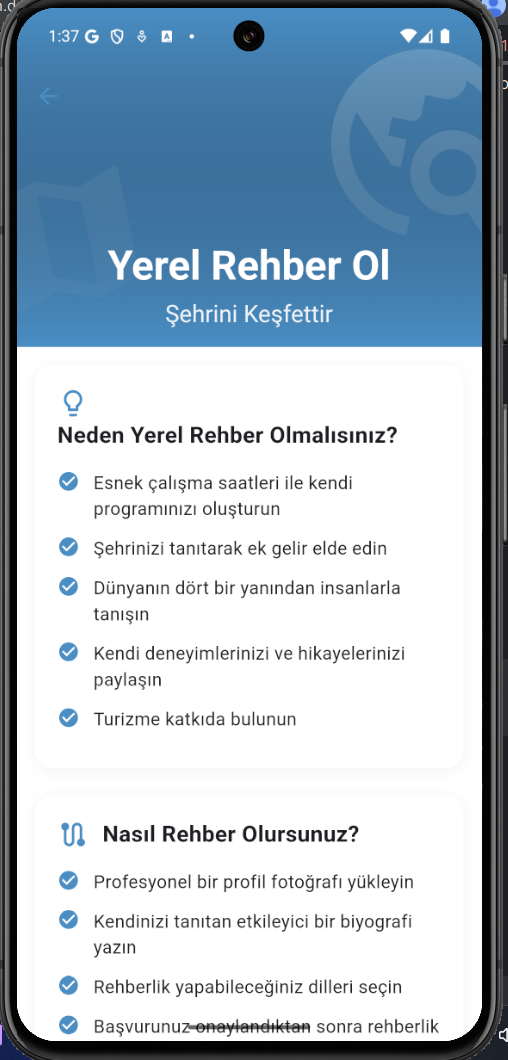 1:37
Yerel Rehber Ol
Şehrini Keşfettir
Neden Yerel Rehber Olmalısınız?
Esnek çalışma saatleri ile kendi
programınızı oluşturun
Şehrinizi tanıtarak ek gelir elde edin
Dünyanın dört bir yanından insanlarla
tanışın
Kendi deneyimlerinizi ve hikayelerinizi
paylaşın
Turizme katkıda bulunun
Nasıl Rehber Olursunuz?
Profesyonel bir profil fotoğrafı yükleyin
Kendinizi tanıtan etkileyici bir biyografi
yazın
Rehberlik yapabileceğiniz dilleri seçin
Başvurunuz onaylandıktan sonra rehberlik